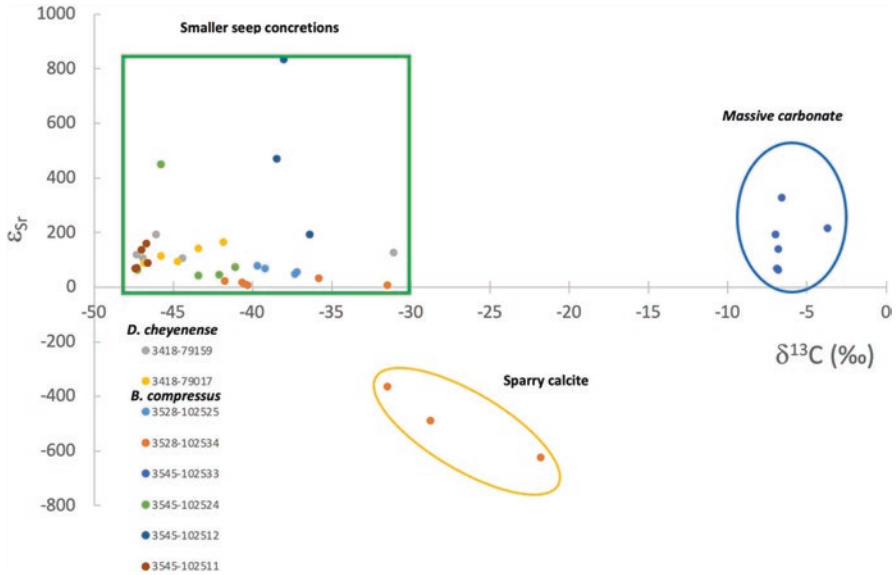 Smaller seep concretions
1000
800
600
400
200
0
-200
-400
-600
-800
εSr
Massive carbonate
-50 -45 -40 -35 -30 -25 -20 -15 -10 -5 0
δ13C (‰)
D. cheyenense
3418-79159
3418-79017
B. compressus
3528-102525
3528-102534
3545-102533
3545-102524
3545-102512
3545-102511
Sparry calcite